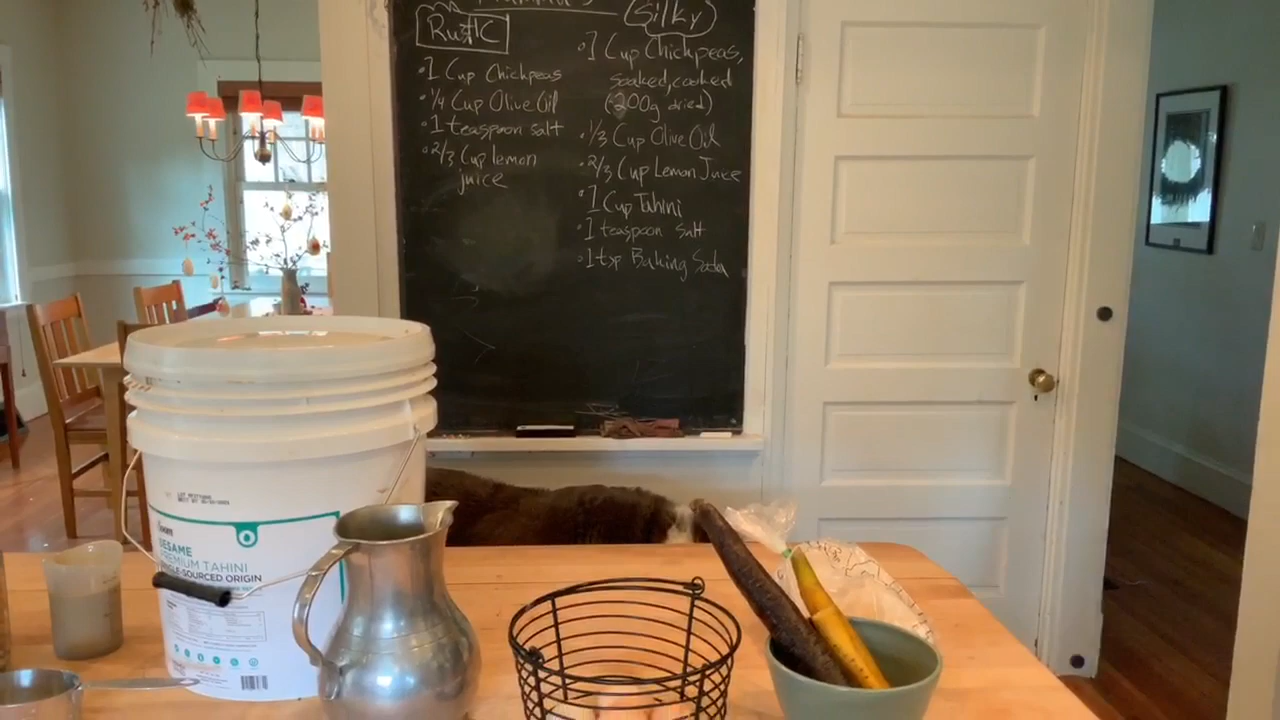 Rustic
• 1 Cup Chickpeas
• 1/4 Cup Olive Oil
• 1 teaspoon salt
• 2/3 Cup lemon
juice
Silky
• 1 Cup Chickpeas,
soaked, cooked
(200g dried)
• 1/3 Cup Olive Oil
• 2/3 Cup Lemon Juice
• 1 Cup Tahini
• 1 teaspoon salt
• 1 tsp Baking Soda
SESAME
PREMIUM TAHINI
SINGLE-SOURCED ORIGIN